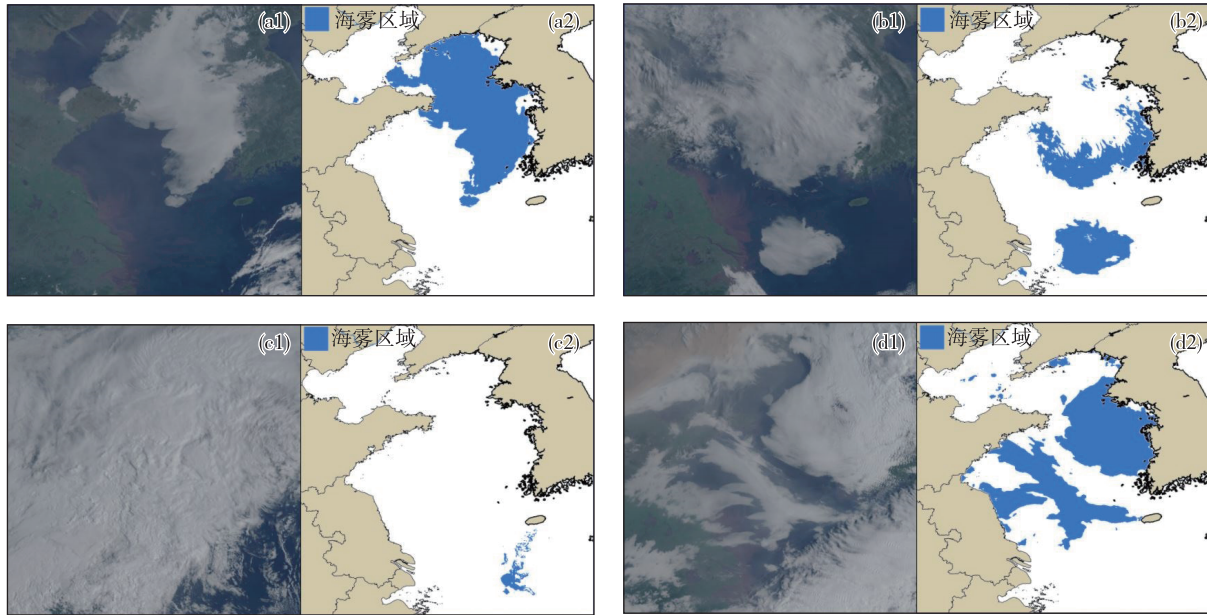 (a1)
海雾区域
(a2)
(b1)
海雾区域
(b2)
(c1)
海雾区域
(c2)
(d1)
海雾区域
(d2)